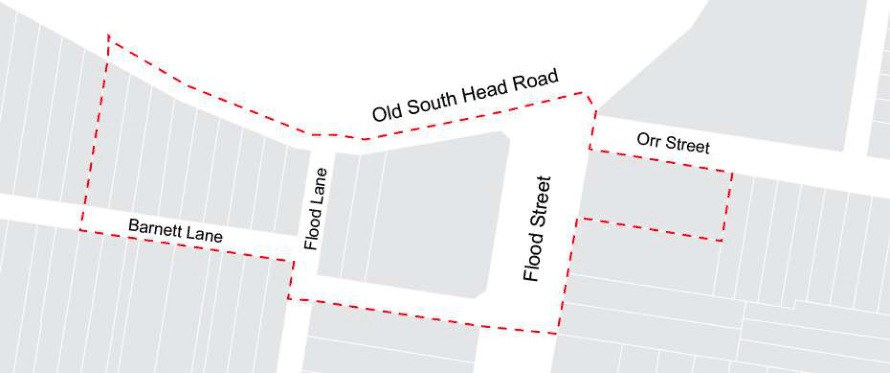 Old South Head Road
Orr Street
Flood Lane
Flood Street
Barnett Lane